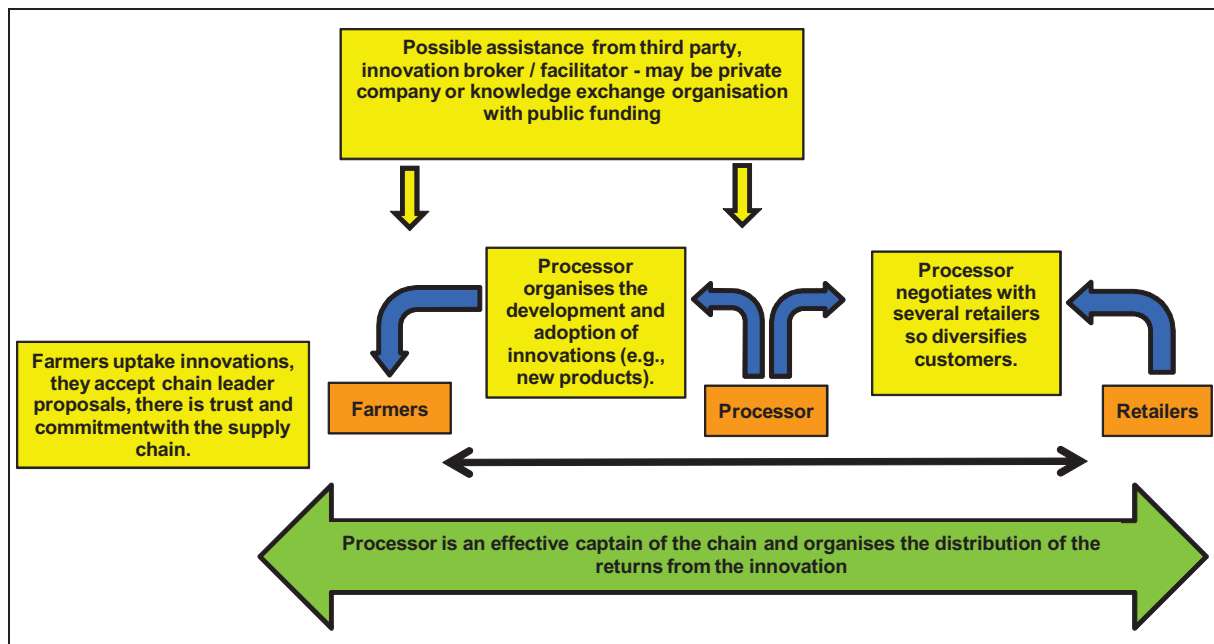 Possible assistance from third party,
innovation broker / facilitator - may be private
company or knowledge exchange organisation
with public funding
Processor
organises the
development and
adoption of
innovations (e.g.,
new products).
Processor
negotiates with
several retailers
so diversifies
customers.
Farmers uptake innovations,
they accept chain leader
proposals, there is trust and
commitmentwith the supply
chain.
Farmers
Processor
Retailers
Processor is an effective captain of the chain and organises the distribution of the
returns from the innovation